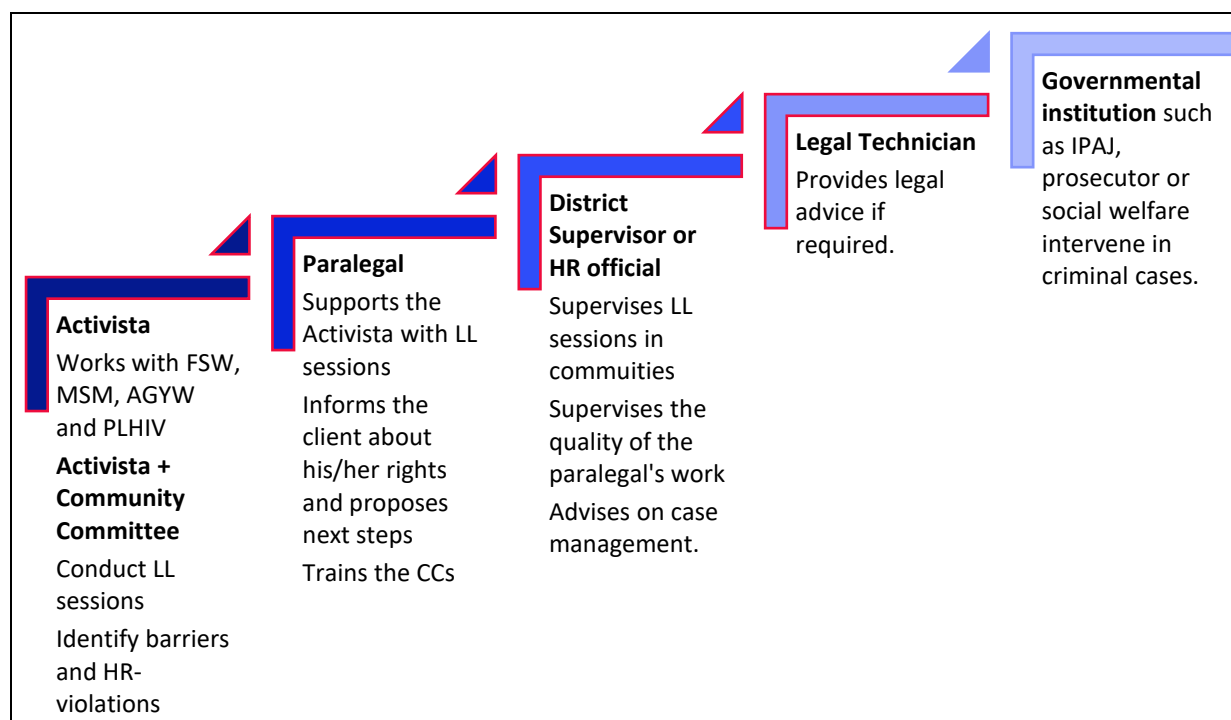 Activista
Works with FSW,
MSM, AGYW
and PLHIV
Activista +
Community
Committee
Conduct LL
sessions
Identify barriers
and HR-
violations
Paralegal
Supports the
Activista with LL
sessions
Informs the
client about
his/her rights
and proposes
next steps
Trains the CCs
District
Supervisor or
HR official
Supervises LL
sessions in
commuities
Supervises the
quality of the
paralegal's work
Advises on case
management.
Legal Technician
Provides legal
advice if
required.
Governmental
institution such
as IPAJ,
prosecutor or
social welfare
intervene in
criminal cases.